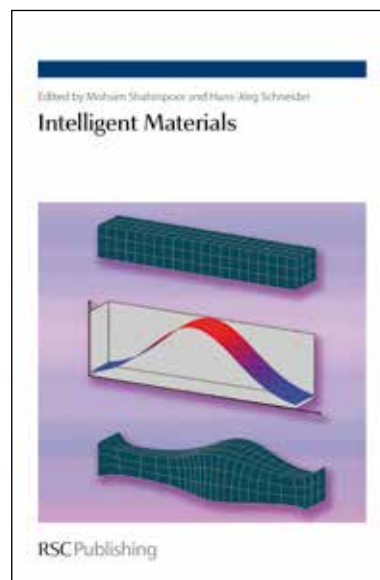 Edited by Mohsen Shahinpoor and Hans-Jörg Schneider
Intelligent Materials
RSC Publishing